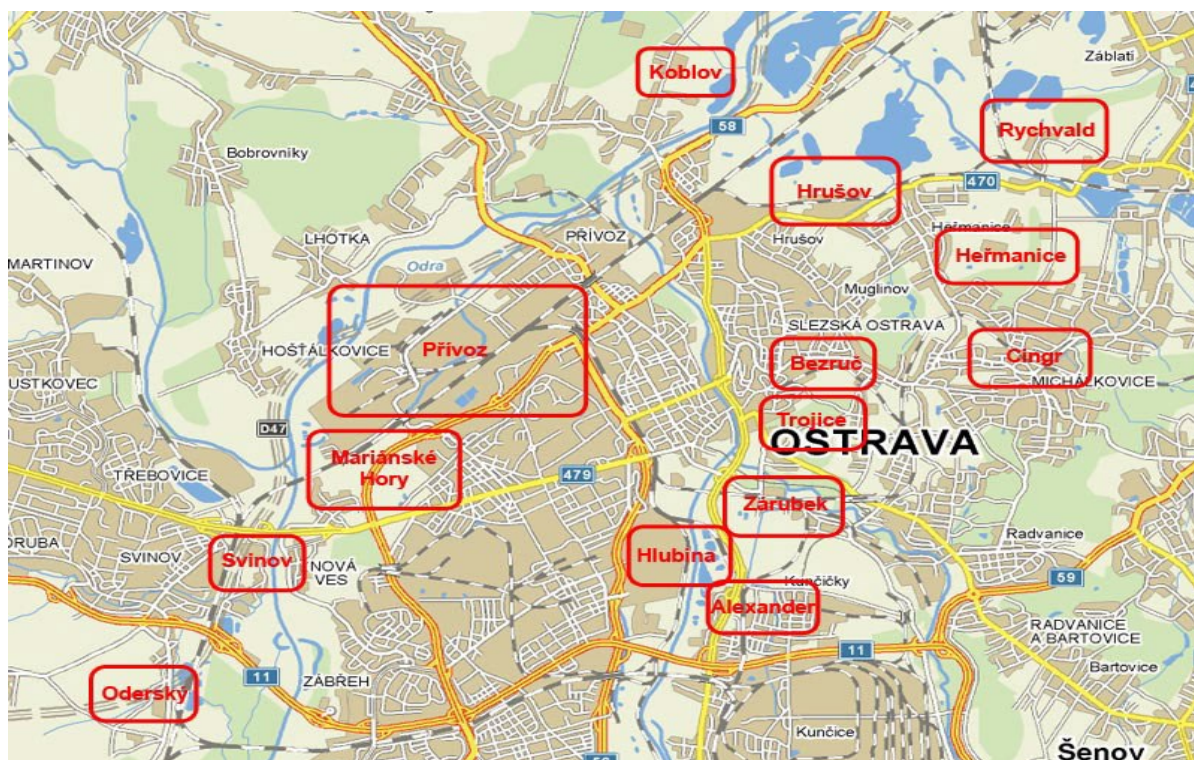 Koblov
Záblatí
58
Rychvald
Bobrovníky
470
Hrušov
Heřmanice
LHOTKA
PŘÍVOZ
Hrušov
Heřmanice
MARTINOV
Odra
Muglinov
SLEZSKÁ OSTRAVA
Přívoz
HOŠŤÁLKOVICE
Bezruč
Cingr
MICHÁLKOVICE
Trojice
D47
OSTRAVA
Mariánské
Hory
TŘEBOVICE
479
Zárubek
Radvanice
SVINOV
Svinov
NOVÁ
VES
Hlubina
Kunčičky
59
Alexander
RADVANICE
A BARTOVICE
11
Bartovice
Oderský
11
ZÁBŘEH
Kunčice
Šenov